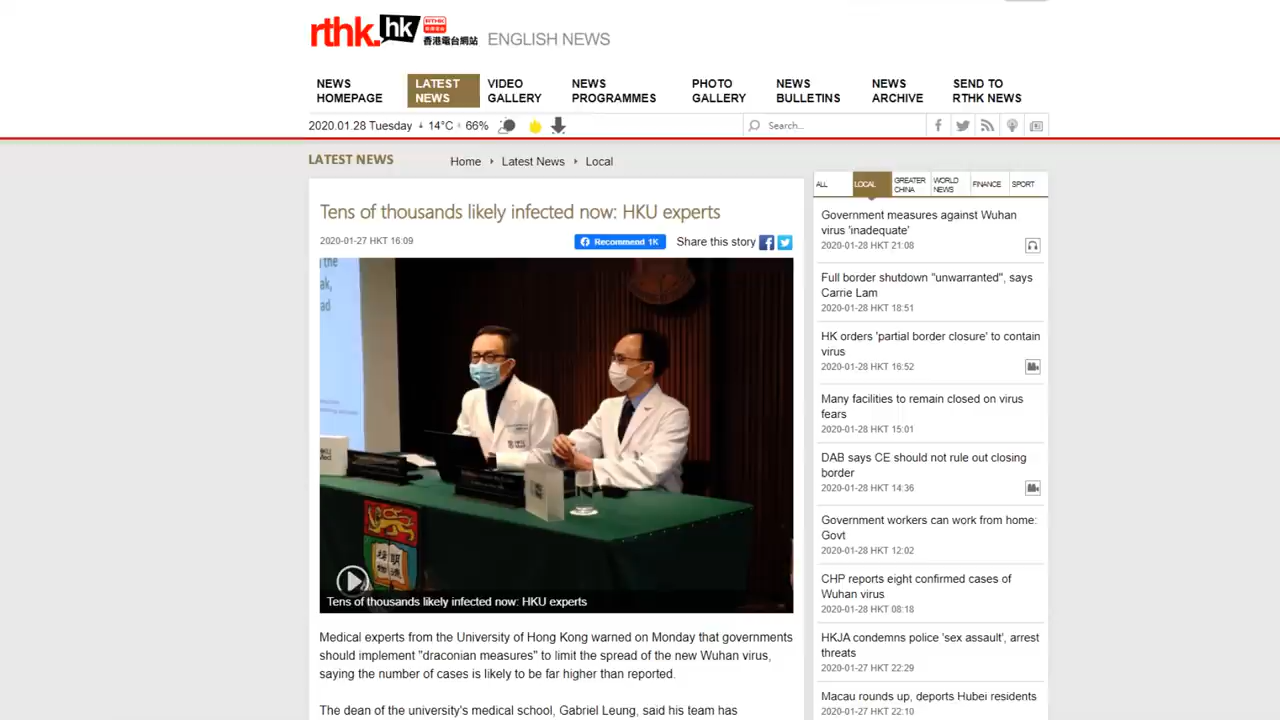 rthk.hk
RTHK
香港電台網站
ENGLISH NEWS
NEWS
HOMEPAGE
LATEST
NEWS
VIDEO
GALLERY
NEWS
PROGRAMMES
PHOTO
GALLERY
NEWS
BULLETINS
NEWS
ARCHIVE
SEND TO
RTHK NEWS
2020.01.28 Tuesday 14°C 66%
Search...
LATEST NEWS
Home Latest News Local
Tens of thousands likely infected now: HKU experts
2020-01-27 HKT 16:09
Recommend 1K
Share this story
the
ak,
ad
HKU
Med
Tens of thousands likely infected now: HKU experts
Medical experts from the University of Hong Kong warned on Monday that governments
should implement "draconian measures" to limit the spread of the new Wuhan virus,
saying the number of cases is likely to be far higher than reported.
The dean of the university's medical school, Gabriel Leung, said his team has
ALL
LOCAL
GREATER
CHINA
WORLD
NEWS
FINANCE
SPORT
Government measures against Wuhan
virus 'inadequate'
2020-01-28 HKT 21:08
Full border shutdown "unwarranted", says
Carrie Lam
2020-01-28 HKT 18:51
HK orders 'partial border closure' to contain
virus
2020-01-28 HKT 16:52
Many facilities to remain closed on virus
fears
2020-01-28 HKT 15:01
DAB says CE should not rule out closing
border
2020-01-28 HKT 14:36
Government workers can work from home:
Govt
2020-01-28 HKT 12:02
CHP reports eight confirmed cases of
Wuhan virus
2020-01-28 HKT 08:18
HKJA condemns police 'sex assault', arrest
threats
2020-01-27 HKT 22:29
Macau rounds up, deports Hubei residents
2020-01-27 HKT 22:10